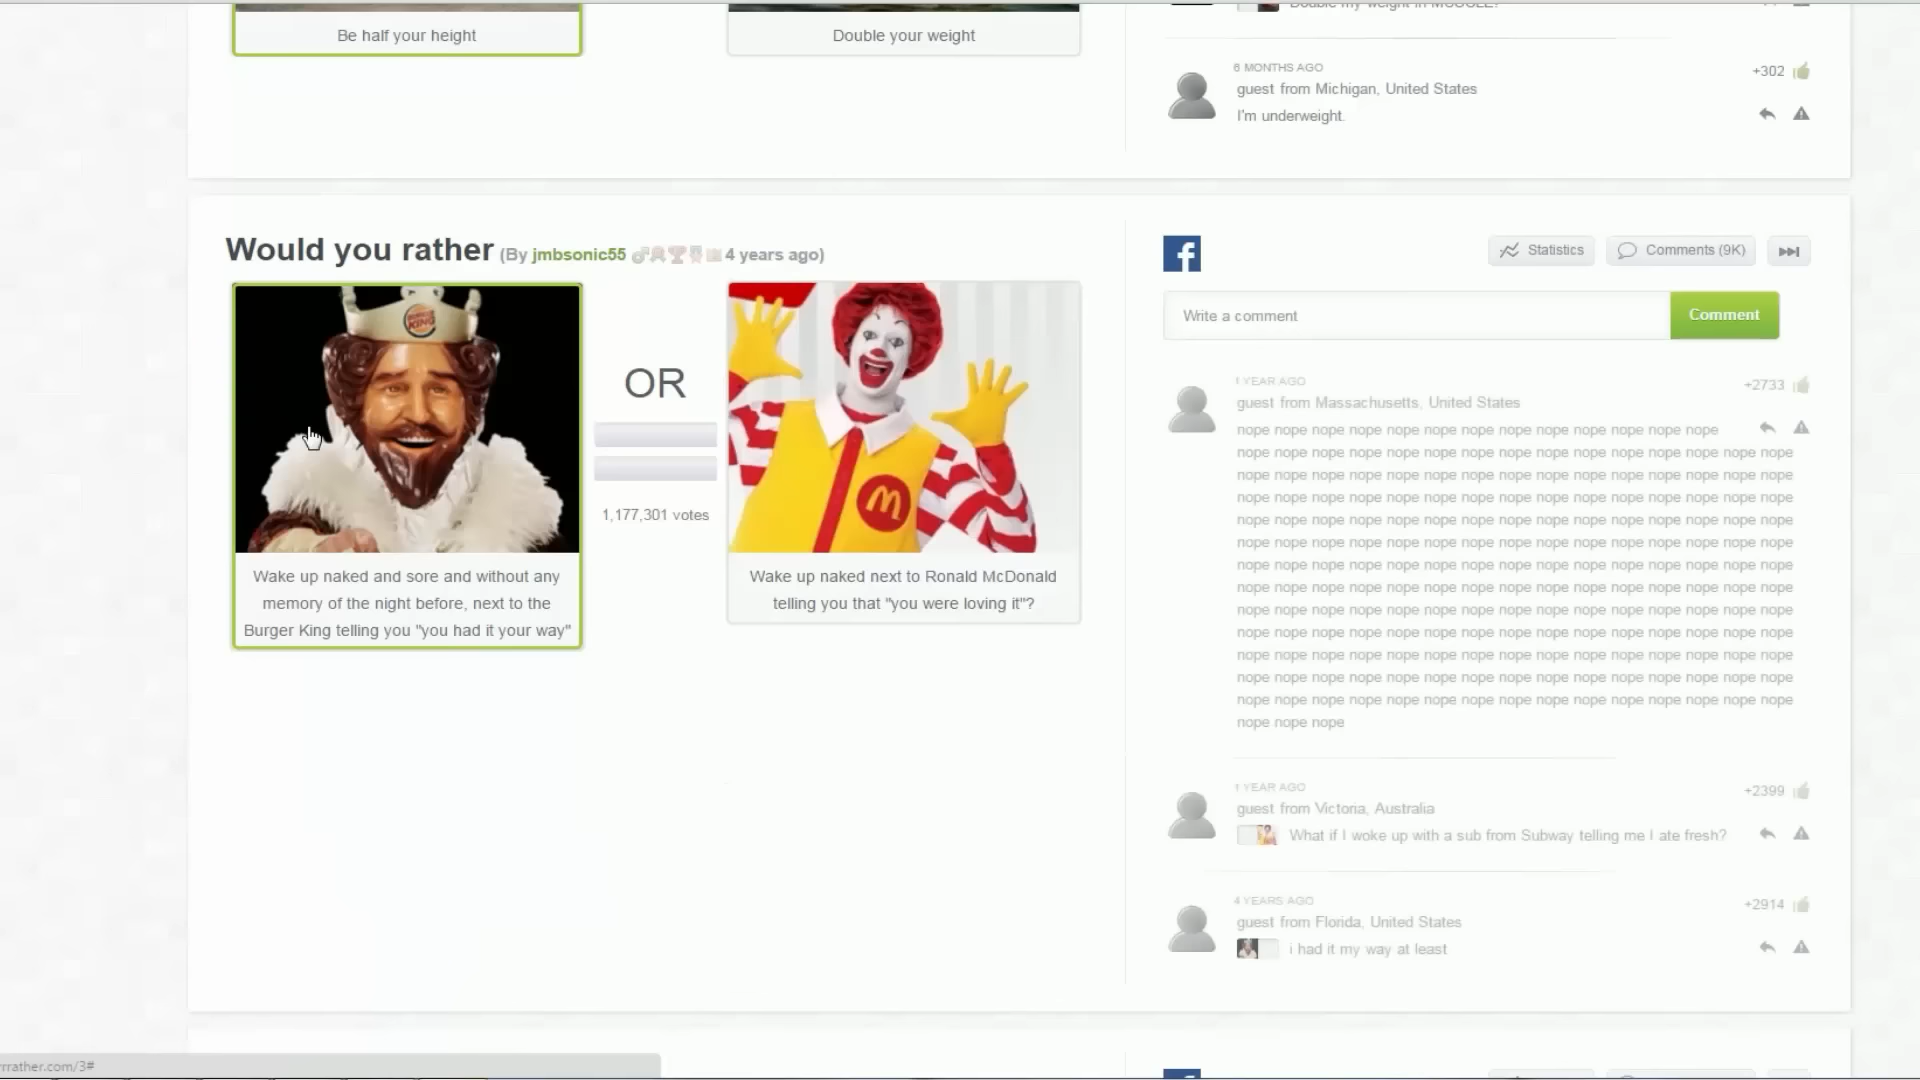 Be half your height
Double your weight
Double my weight in MUSCLE?
6 MONTHS AGO
+302
guest from Michigan, United States
I'm underweight.
Would you rather (By jmbsonic55 4 years ago)
Statistics
Comments (9K)
BURGER KING
OR
Write a comment
Comment
1,177,301 votes
Wake up naked and sore and without any
memory of the night before, next to the
Burger King telling you "you had it your way"
Wake up naked next to Ronald McDonald
telling you that "you were loving it"?
1 YEAR AGO
+2733
guest from Massachusetts, United States
nope nope nope nope nope nope nope nope nope nope nope nope nope
nope nope nope nope nope nope nope nope nope nope nope nope nope nope nope
nope nope nope nope nope nope nope nope nope nope nope nope nope nope nope
nope nope nope nope nope nope nope nope nope nope nope nope nope nope nope
nope nope nope nope nope nope nope nope nope nope nope nope nope nope nope
nope nope nope nope nope nope nope nope nope nope nope nope nope nope nope
nope nope nope nope nope nope nope nope nope nope nope nope nope nope nope
nope nope nope nope nope nope nope nope nope nope nope nope nope nope nope
nope nope nope nope nope nope nope nope nope nope nope nope nope nope nope
nope nope nope nope nope nope nope nope nope nope nope nope nope nope nope
nope nope nope nope nope nope nope nope nope nope nope nope nope nope nope
nope nope nope nope nope nope nope nope nope nope nope nope nope nope nope
nope nope nope nope nope nope nope nope nope nope nope nope nope nope nope
nope nope nope
1 YEAR AGO
+2399
guest from Victoria, Australia
What if I woke up with a sub from Subway telling me I ate fresh?
4 YEARS AGO
+2914
guest from Florida, United States
i had it my way at least
rrrather.com/3#